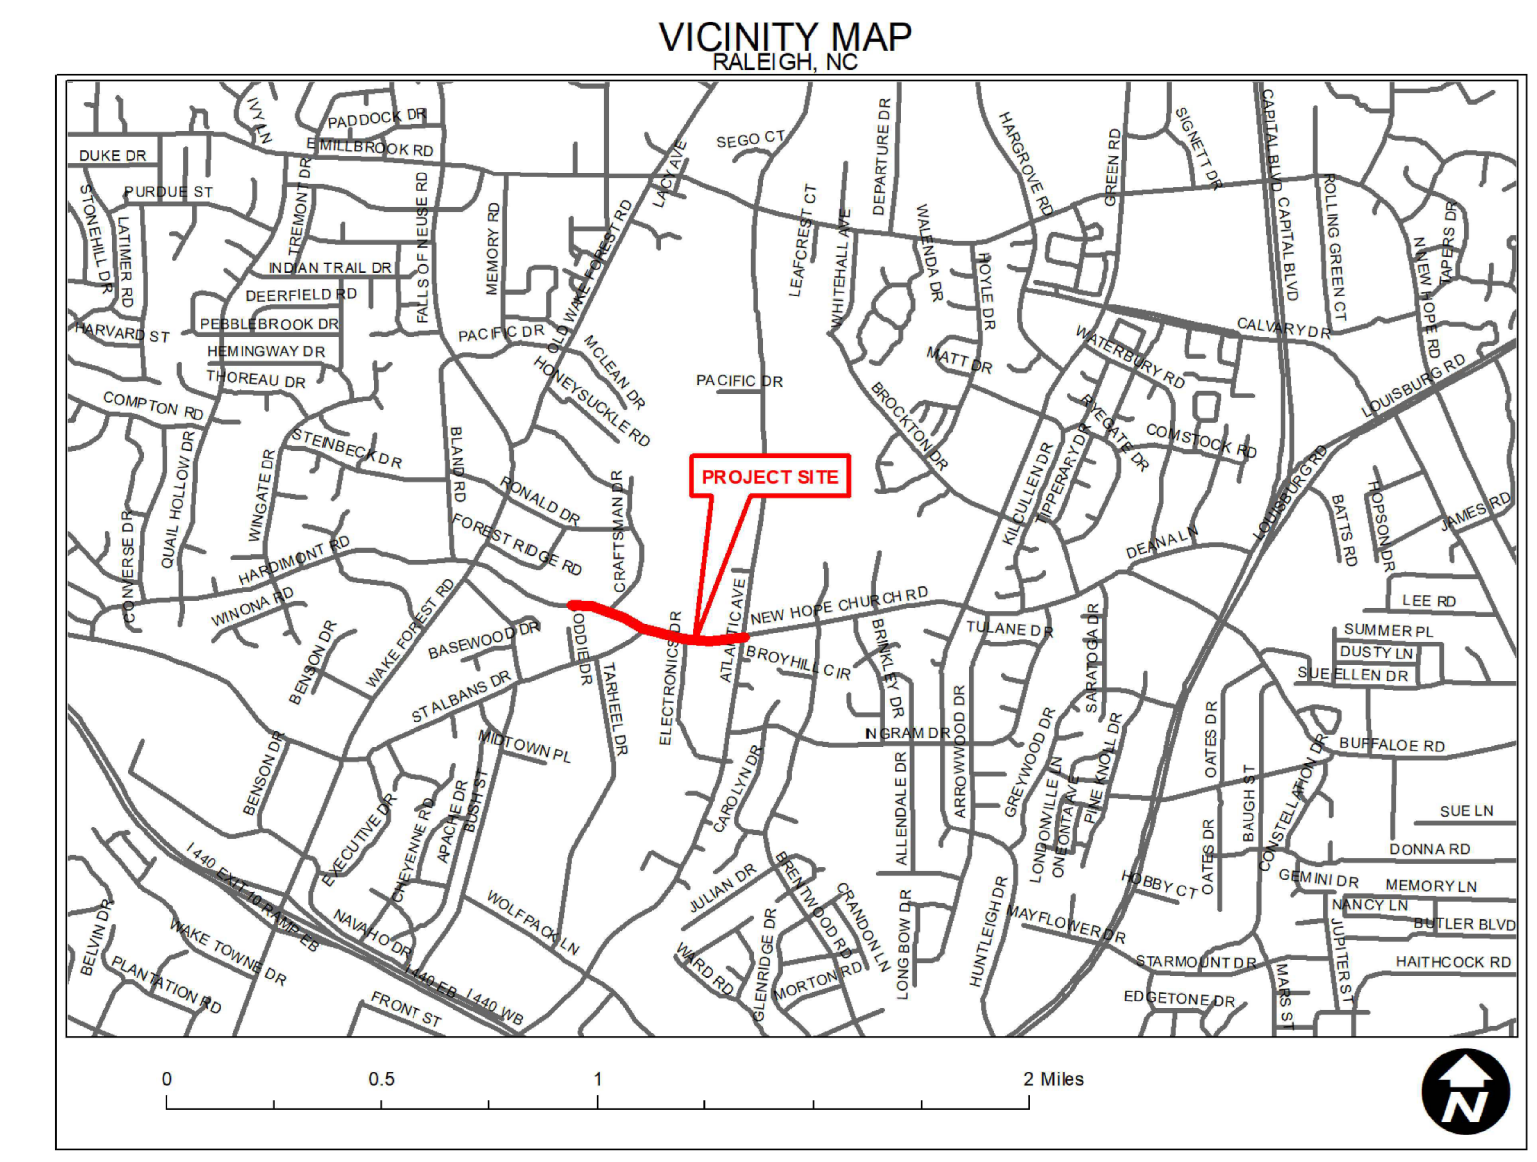 VICINITY MAP
RALEIGH, NC
IVY LN
PADDOCK DR
E MILLBROOK RD
DUKE DR
PURDUE ST
STONEHILL DR
LATIMER RD
TREMONT DR
FALLS OF NEUSE RD
MEMORY RD
LACY AVE
SEGO CT
DEPARTURE DR
HARGROVE RD
GREEN RD
SIGNETT DR
CAPITAL BLVD
CAPITAL BLVD
ROLLING GREEN CT
N NEW HOPE RD
TAPERS DR
LEAFCREST CT
WHITEHALL AVE
WALENDA DR
HOYLE DR
INDIAN TRAIL DR
DEERFIELD RD
PEBBLEBROOK DR
HARVARD ST
HEMINGWAY DR
THOREAU DR
OLD WAKE FOREST RD
PACIFIC DR
MCLEAN DR
HONEYSUCKLE RD
PACIFIC DR
MATT DR
WATERBURY RD
CALVARY DR
LOUISBURG RD
COMPTON RD
STEINBECK DR
BLAND RD
BROCKTON DR
RYEGATE DR
COMSTOCK RD
QUAIL HOLLOW DR
WINGATE DR
RONALD DR
CRAFTSMAN DR
PROJECT SITE
KILCULLEN DR
TIPPERARY DR
LOUISBURG RD
BATTS RD
HOPSON DR
JAMES RD
CONVERSE DR
HARDIMONT RD
FOREST RIDGE RD
DEANA LN
WINONA RD
WAKE FOREST RD
BENSON DR
BASEWOOD DR
ODDIE DR
ELECTRONICS DR
ATLANTIC AVE
NEW HOPE CHURCH RD
BROYHILL CIR
BRINKLEY DR
TULANE DR
SARATOGA DR
LEE RD
SUMMER PL
DUSTY LN
SUE ELLEN DR
ST ALBANS DR
TARHEEL DR
MIDTOWN PL
INGRAM DR
ARROWWOOD DR
GREYWOOD DR
PINE KNOLL DR
OATES DR
BUFFALOE RD
BENSON DR
EXECUTIVE DR
CHEYENNE RD
APACHE DR
BUSH ST
CAROLYN DR
ALLENDALE DR
LONDONVILLE LN
ONEONTA AVE
BAUGH ST
CONSTELLATION DR
SUE LN
OATES DR
DONNA RD
I 440 EXIT 10 RAMP EB
JULIAN DR
BRENTWOOD RD
CRANDON LN
HOBBY CT
GEMINI DR
MEMORY LN
NANCY LN
BUTLER BLVD
BELVIN DR
WAKE TOWNE DR
NAVAHO DR
WOLFPACK LN
LONGBOW DR
HUNTLEIGH DR
MAYFLOWER DR
JUPITER ST
PLANTATION RD
I 440 EB
I 440 WB
FRONT ST
WARD RD
GLENRIDGE DR
MORTON RD
STARMOUNT DR
MARS ST
HAITHCOCK RD
EDGETONE DR
0
0.5
1
2 Miles
N